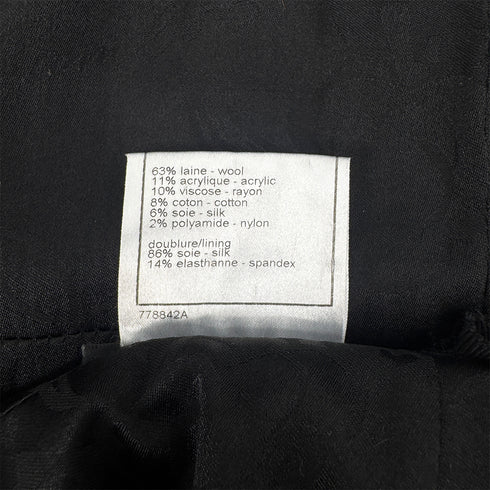 63% laine - wool
11% acrylique - acrylic
10% viscose - rayon
8% coton - cotton
6% soie - silk
2% polyamide - nylon
doublure/lining
86% soie - silk
14% elasthanne - spandex
778842A